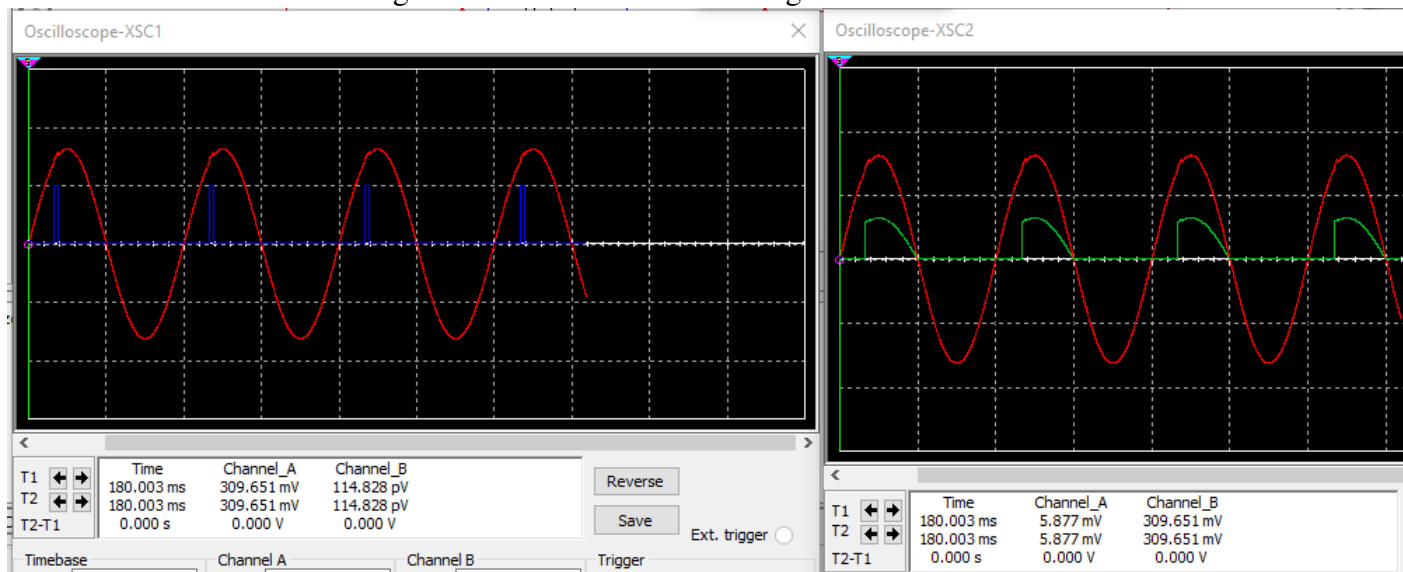 Oscilloscope-XSC1
Time Channel_A Channel_B
T1 180.003 ms 309.651 mV 114.828 pV
T2 180.003 ms 309.651 mV 114.828 pV
T2-T1 0.000 s 0.000 V 0.000 V
Reverse
Save
Ext. trigger
Timebase Channel A Channel B Trigger
Oscilloscope-XSC2
Time Channel_A Channel_B
T1 180.003 ms 5.877 mV 309.651 mV
T2 180.003 ms 5.877 mV 309.651 mV
T2-T1 0.000 s 0.000 V 0.000 V